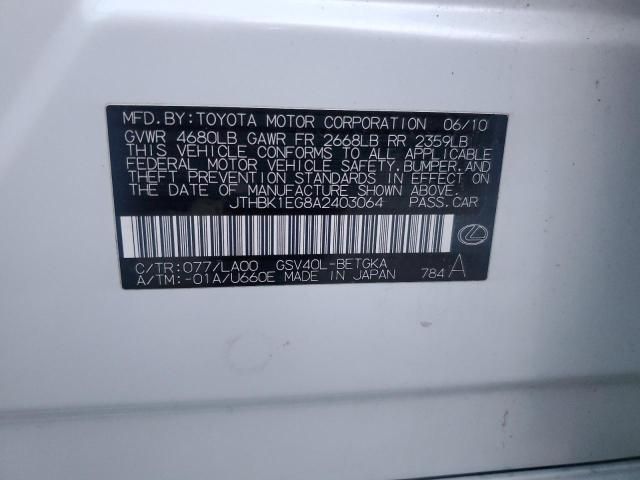 MFD.BY:TOYOTA MOTOR CORPORATION 06/10
GVWR 4680LB GAWR FR 2668LB RR 2359LB
THIS VEHICLE CONFORMS TO ALL APPLICABLE
FEDERAL MOTOR VEHICLE SAFETY,BUMPER,AND
THEFT PREVENTION STANDARDS IN EFFECT ON
THE DATE OF MANUFACTURE SHOWN ABOVE.
JTHBK1EG8A2403064 PASS.CAR
C/TR:077/LA00 GSV40L-BETGKA
A/TM:-01A/U660E MADE IN JAPAN 784 A